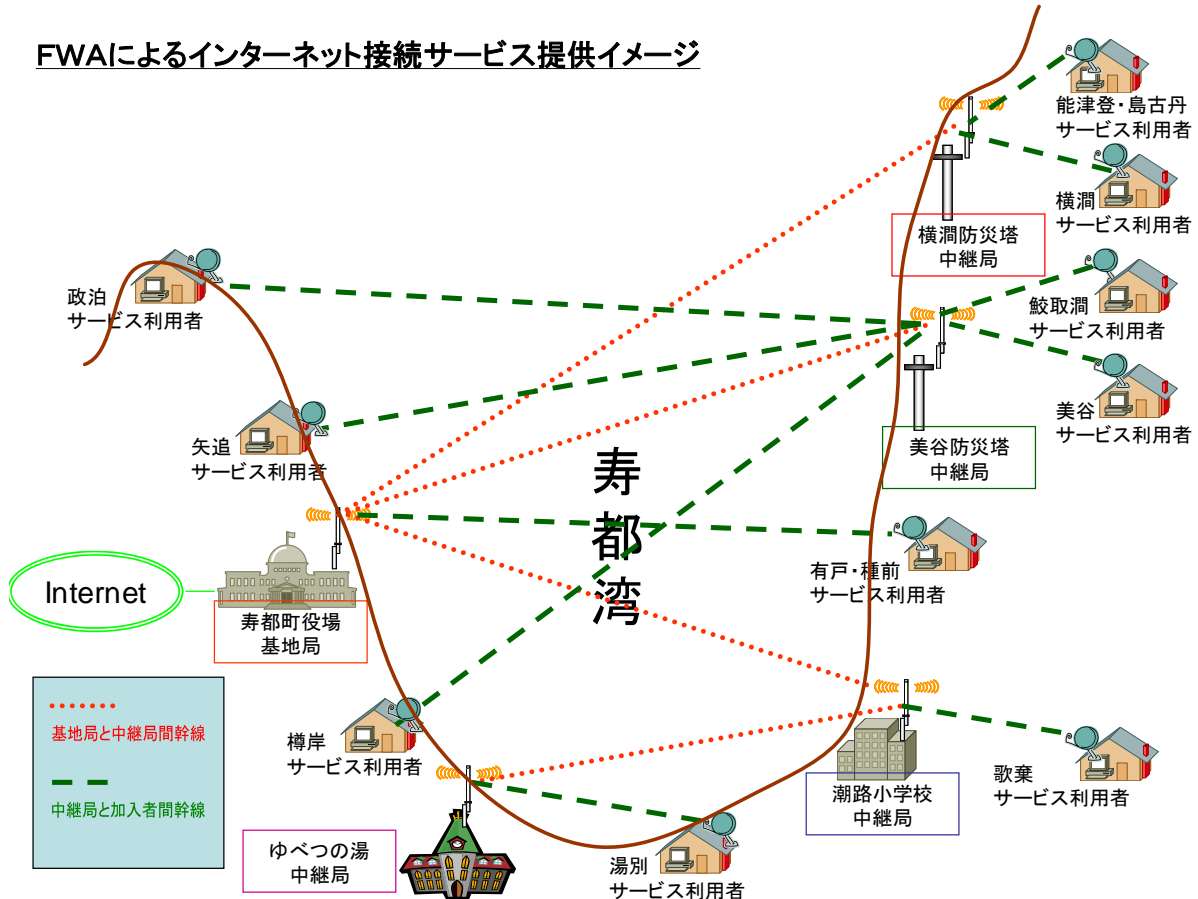 FWAによるインターネット接続サービス提供イメージ
能津登・島古丹
サービス利用者
横澗
サービス利用者
横澗防災塔
中継局
政泊
サービス利用者
鮫取澗
サービス利用者
美谷
サービス利用者
矢追
サービス利用者
美谷防災塔
中継局
寿都湾
有戸・種前
サービス利用者
Internet
寿都町役場
基地局
基地局と中継局間幹線
中継局と加入者間幹線
樽岸
サービス利用者
潮路小学校
中継局
歌棄
サービス利用者
ゆべつの湯
中継局
湯別
サービス利用者